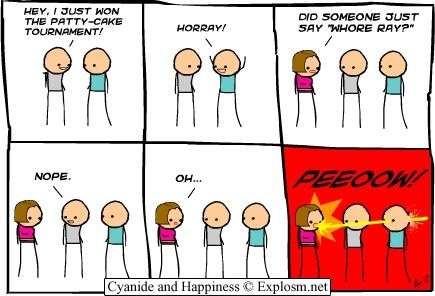 HEY, I JUST WON
THE PATTY-CAKE
TOURNAMENT!
HORRAY!
DID SOMEONE JUST
SAY "WHORE RAY?"
NOPE.
OH...
PEEOOW!
Cyanide and Happiness © Explosm.net